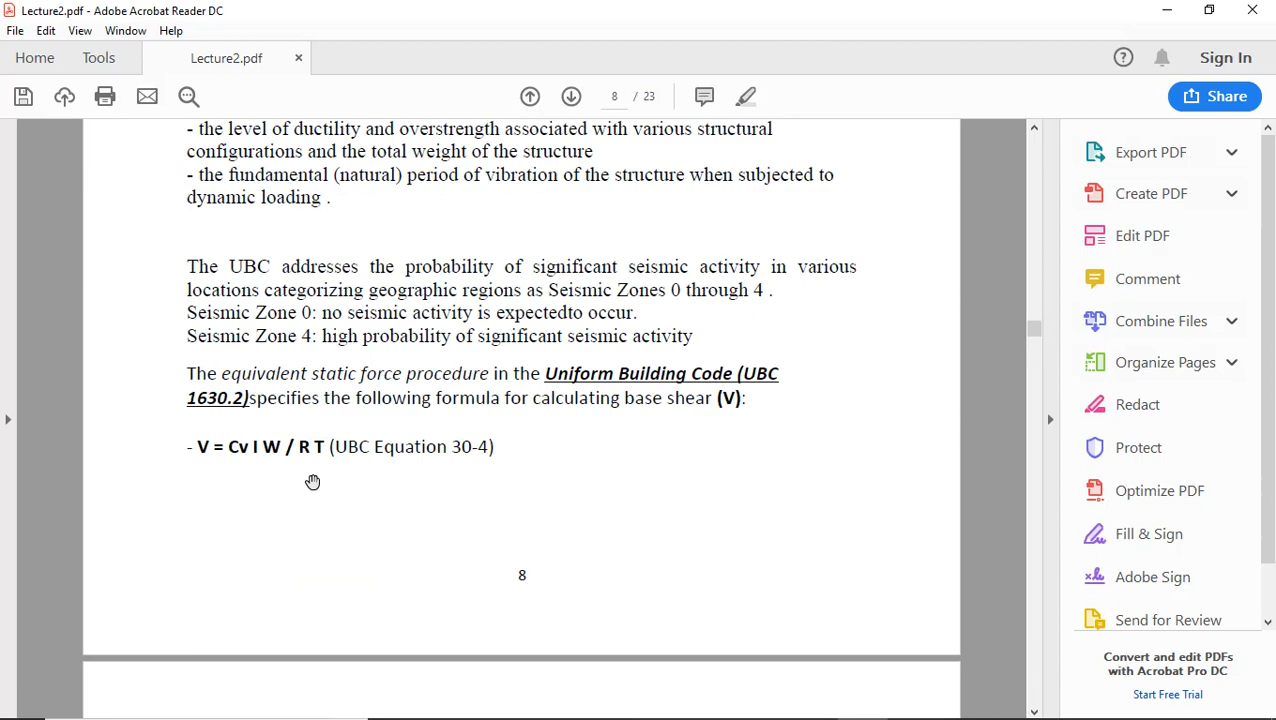 Lecture2.pdf - Adobe Acrobat Reader DC
File Edit View Window Help
Home Tools Lecture2.pdf ×
Sign In
8 / 23
Share
- the level of ductility and overstrength associated with various structural
configurations and the total weight of the structure
- the fundamental (natural) period of vibration of the structure when subjected to
dynamic loading .
The UBC addresses the probability of significant seismic activity in various
locations categorizing geographic regions as Seismic Zones 0 through 4 .
Seismic Zone 0: no seismic activity is expectedto occur.
Seismic Zone 4: high probability of significant seismic activity
The equivalent static force procedure in the Uniform Building Code (UBC
1630.2)specifies the following formula for calculating base shear (V):
- V = Cv I W / R T (UBC Equation 30-4)
8
Export PDF
Create PDF
Edit PDF
Comment
Combine Files
Organize Pages
Redact
Protect
Optimize PDF
Fill & Sign
Adobe Sign
Send for Review
Convert and edit PDFs
with Acrobat Pro DC
Start Free Trial